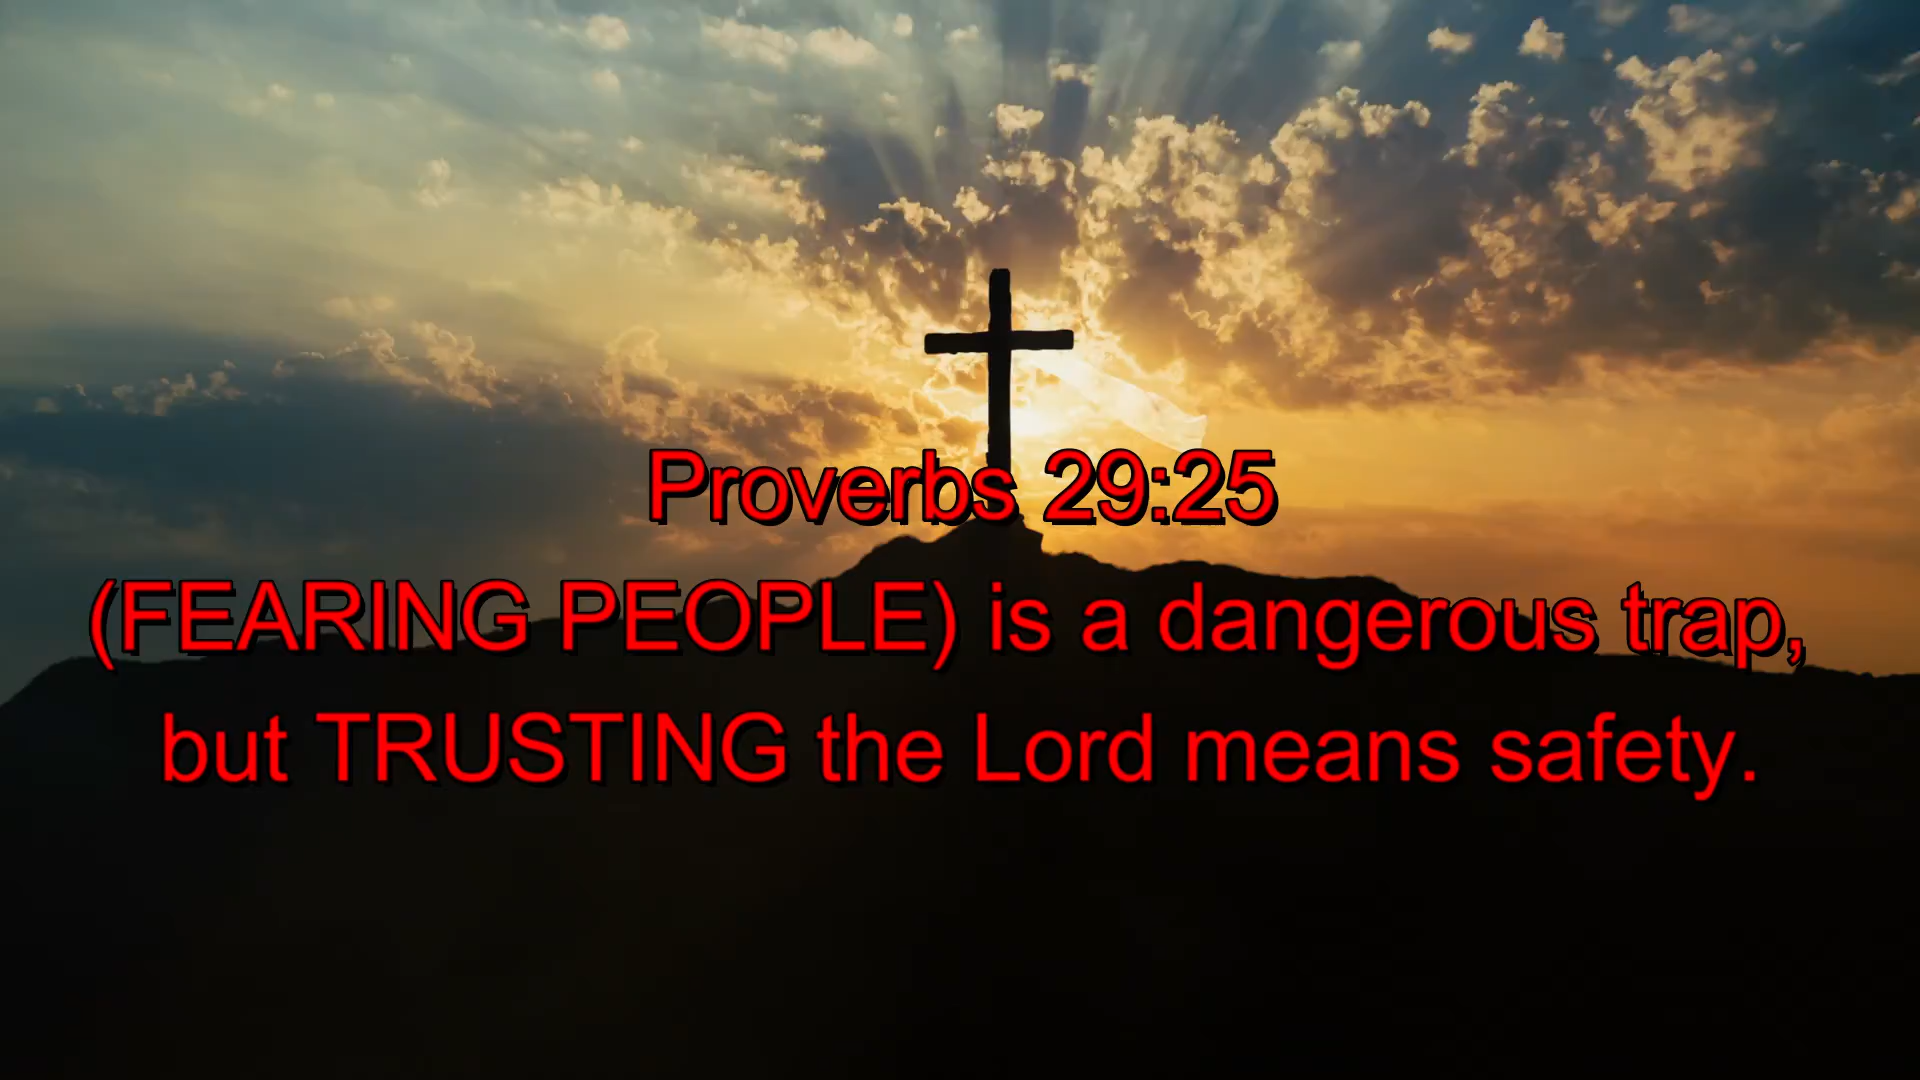 Proverbs 29:25
(FEARING PEOPLE) is a dangerous trap,
but TRUSTING the Lord means safety.